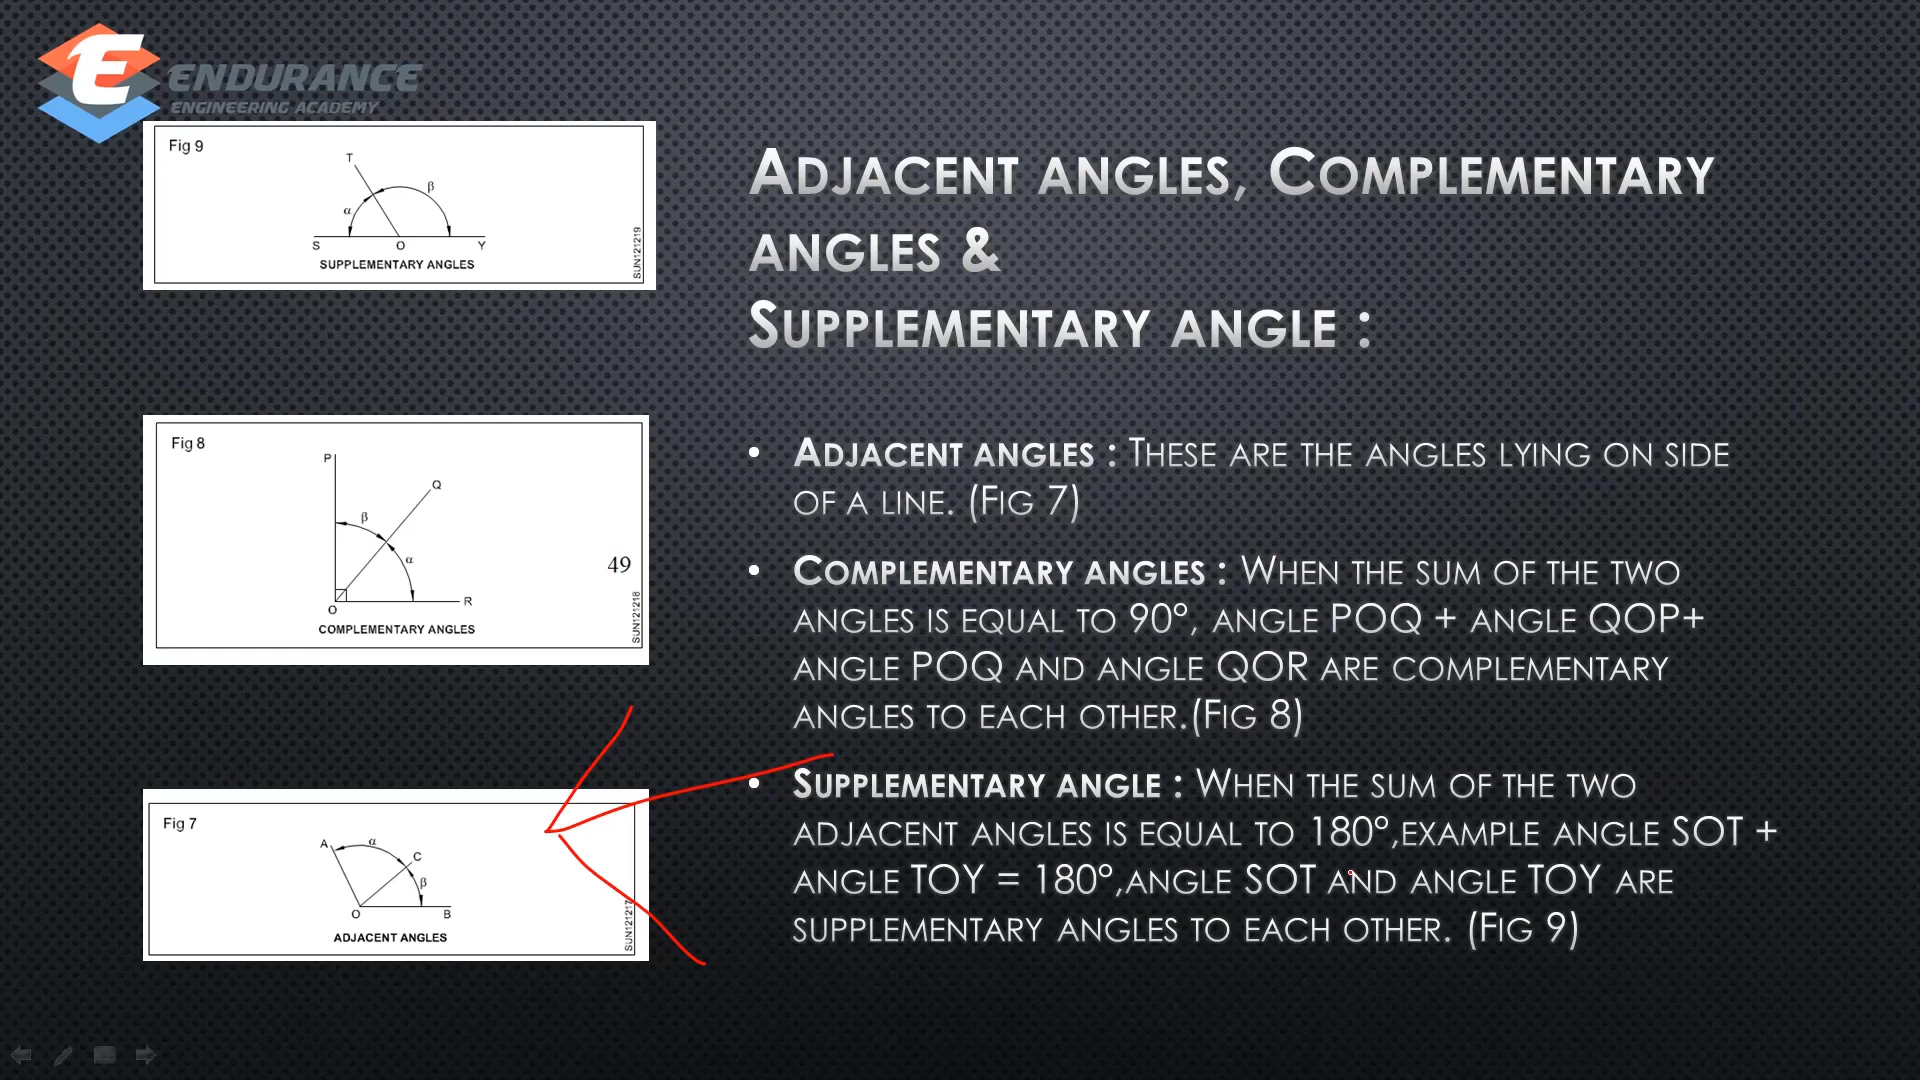 ENDURANCE
ENGINEERING ACADEMY
Fig 9
T
β
α
S
O
Y
SUPPLEMENTARY ANGLES
SUN121219
Fig 8
P
Q
β
α
49
O
R
COMPLEMENTARY ANGLES
SUN121218
Fig 7
A
α
C
β
O
B
ADJACENT ANGLES
SUN121217
ADJACENT ANGLES, COMPLEMENTARY
ANGLES &
SUPPLEMENTARY ANGLE :
• ADJACENT ANGLES : THESE ARE THE ANGLES LYING ON SIDE
OF A LINE. (FIG 7)
• COMPLEMENTARY ANGLES : WHEN THE SUM OF THE TWO
ANGLES IS EQUAL TO 90°, ANGLE POQ + ANGLE QOP+
ANGLE POQ AND ANGLE QOR ARE COMPLEMENTARY
ANGLES TO EACH OTHER.(FIG 8)
• SUPPLEMENTARY ANGLE : WHEN THE SUM OF THE TWO
ADJACENT ANGLES IS EQUAL TO 180°,EXAMPLE ANGLE SOT +
ANGLE TOY = 180°,ANGLE SOT AND ANGLE TOY ARE
SUPPLEMENTARY ANGLES TO EACH OTHER. (FIG 9)